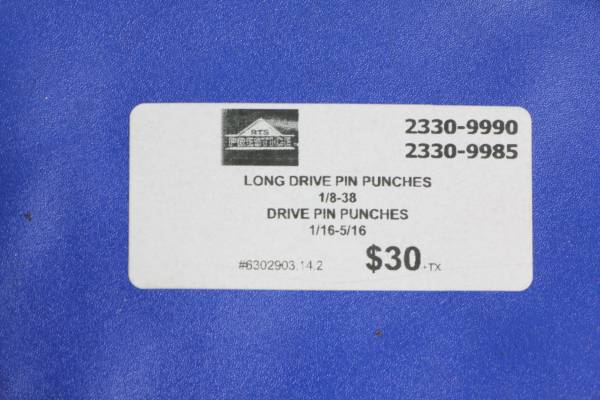 RTS
PRESTIGE
2330-9990
2330-9985
LONG DRIVE PIN PUNCHES
1/8-38
DRIVE PIN PUNCHES
1/16-5/16
#6302903.14.2
$30+TX